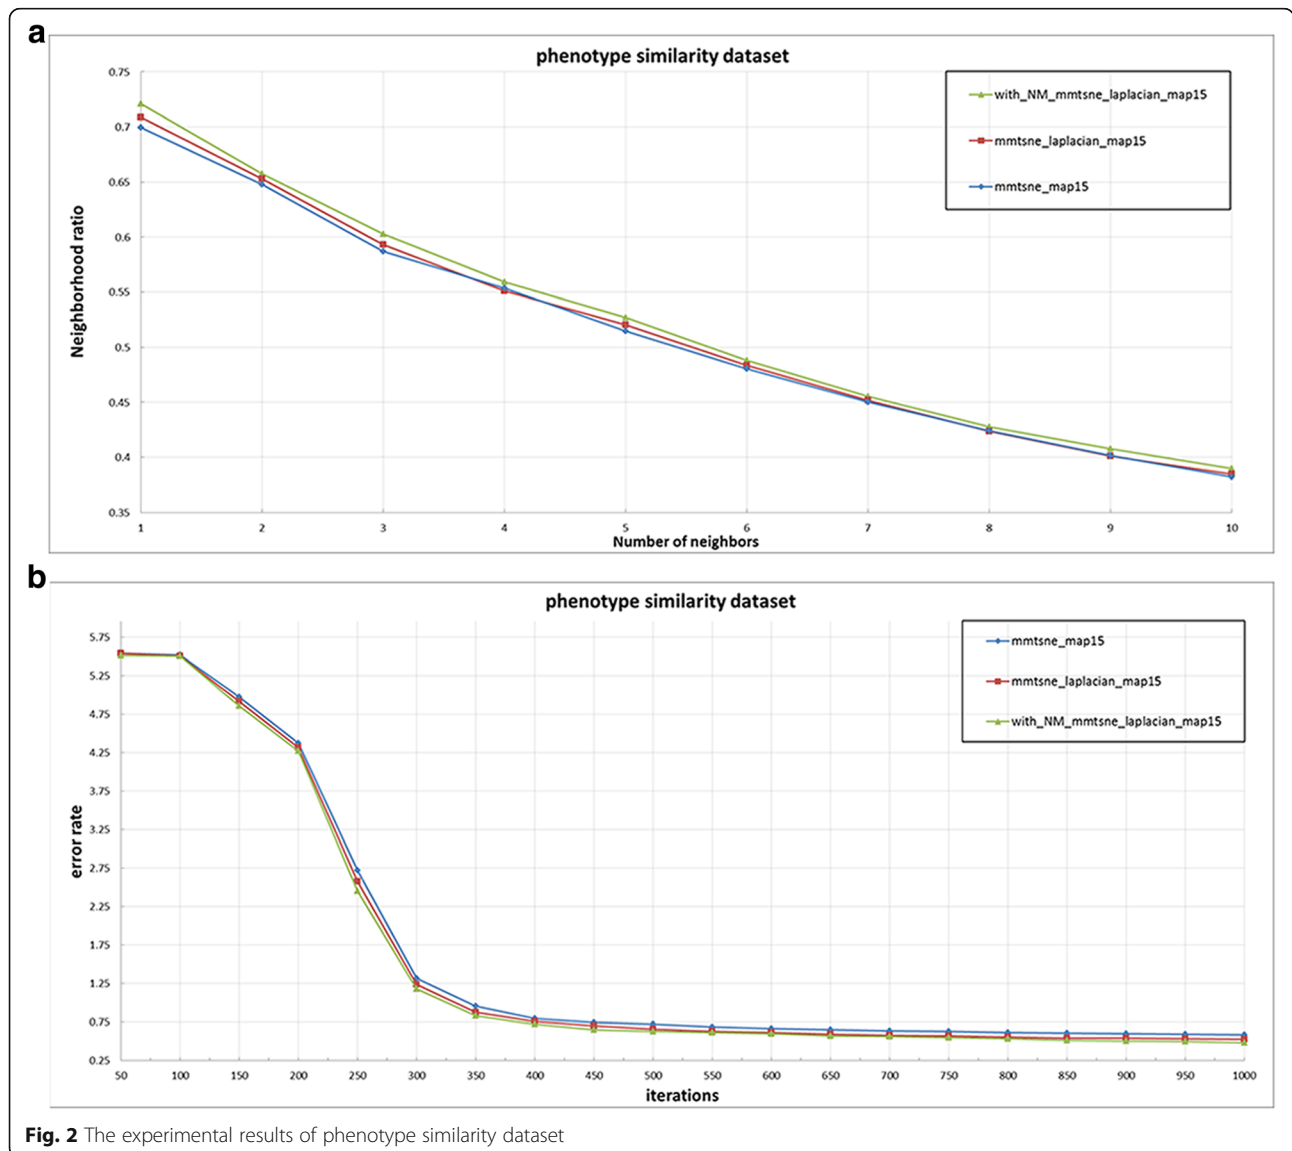 a
phenotype similarity dataset
0.75
0.7
0.65
0.6
0.55
0.5
0.45
0.4
0.35
Neighborhood ratio
with_NM_mmtsne_laplacian_map15
mmtsne_laplacian_map15
mmtsne_map15
1 2 3 4 5 6 7 8 9 10
Number of neighbors
b
phenotype similarity dataset
5.75
5.25
4.75
4.25
3.75
3.25
2.75
2.25
1.75
1.25
0.75
0.25
error rate
mmtsne_map15
mmtsne_laplacian_map15
with_NM_mmtsne_laplacian_map15
50 100 150 200 250 300 350 400 450 500 550 600 650 700 750 800 850 900 950 1000
iterations
Fig. 2 The experimental results of phenotype similarity dataset